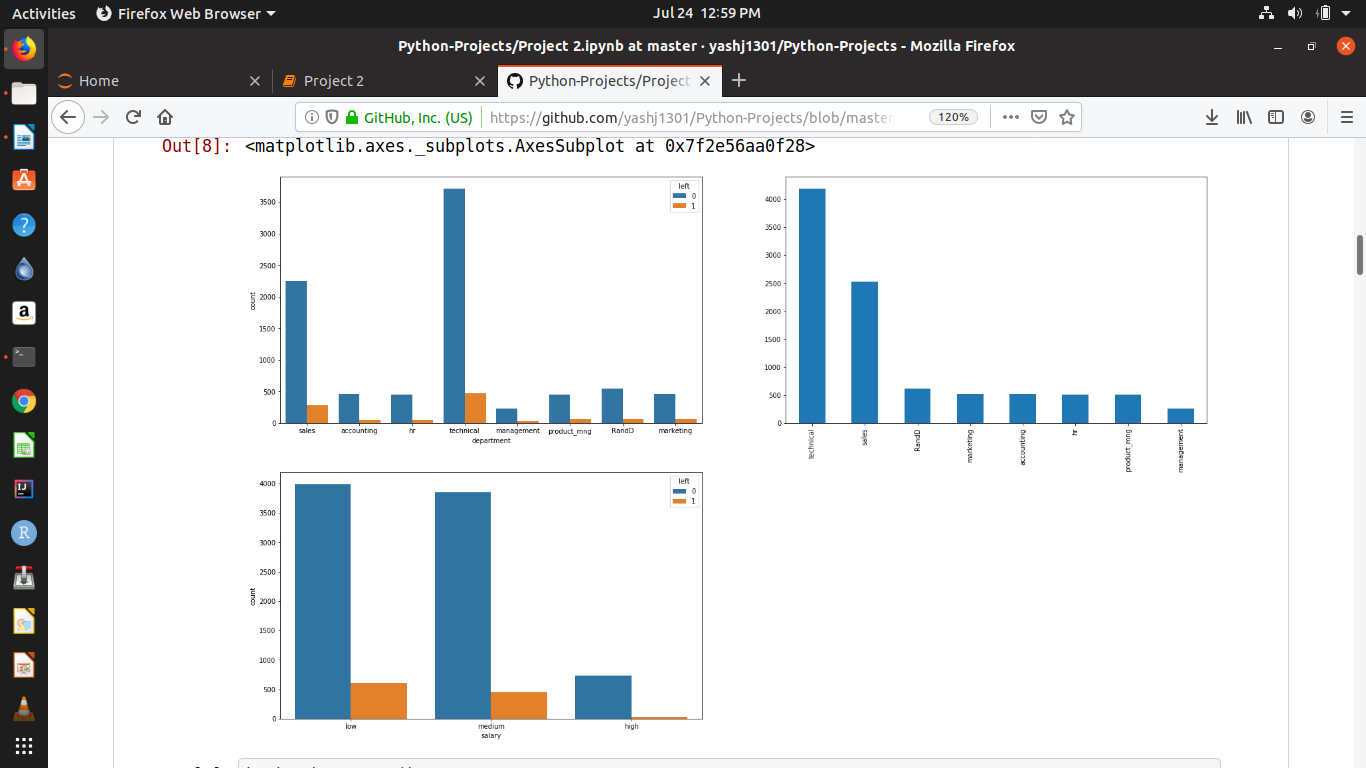 Activities Firefox Web Browser Jul 24 12:59 PM
Python-Projects/Project 2.ipynb at master · yashj1301/Python-Projects - Mozilla Firefox
Home Project 2 Python-Projects/Project
GitHub, Inc. (US) https://github.com/yashj1301/Python-Projects/blob/master 120%
Out[8]: <matplotlib.axes._subplots.AxesSubplot at 0x7f2e56aa0f28>
left
0
1
3500
3000
2500
2000
1500
1000
500
0
count
sales accounting hr technical management product_mng RandD marketing
department
4000
3500
3000
2500
2000
1500
1000
500
0
technical sales RandD marketing accounting hr product_mng management
left
0
1
4000
3500
3000
2500
2000
1500
1000
500
0
count
low medium high
salary